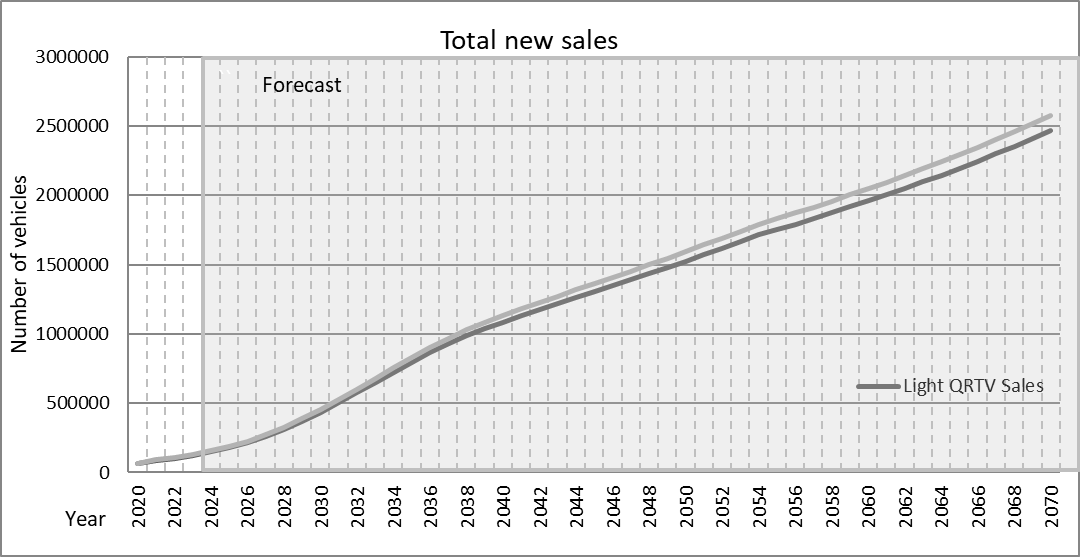 Total new sales
3000000
Forecast
2500000
2000000
1500000
1000000
500000
0
Number of vehicles
Light QRTV Sales
2020 2022 2024 2026 2028 2030 2032 2034 2036 2038 2040 2042 2044 2046 2048 2050 2052 2054 2056 2058 2060 2062 2064 2066 2068 2070
Year